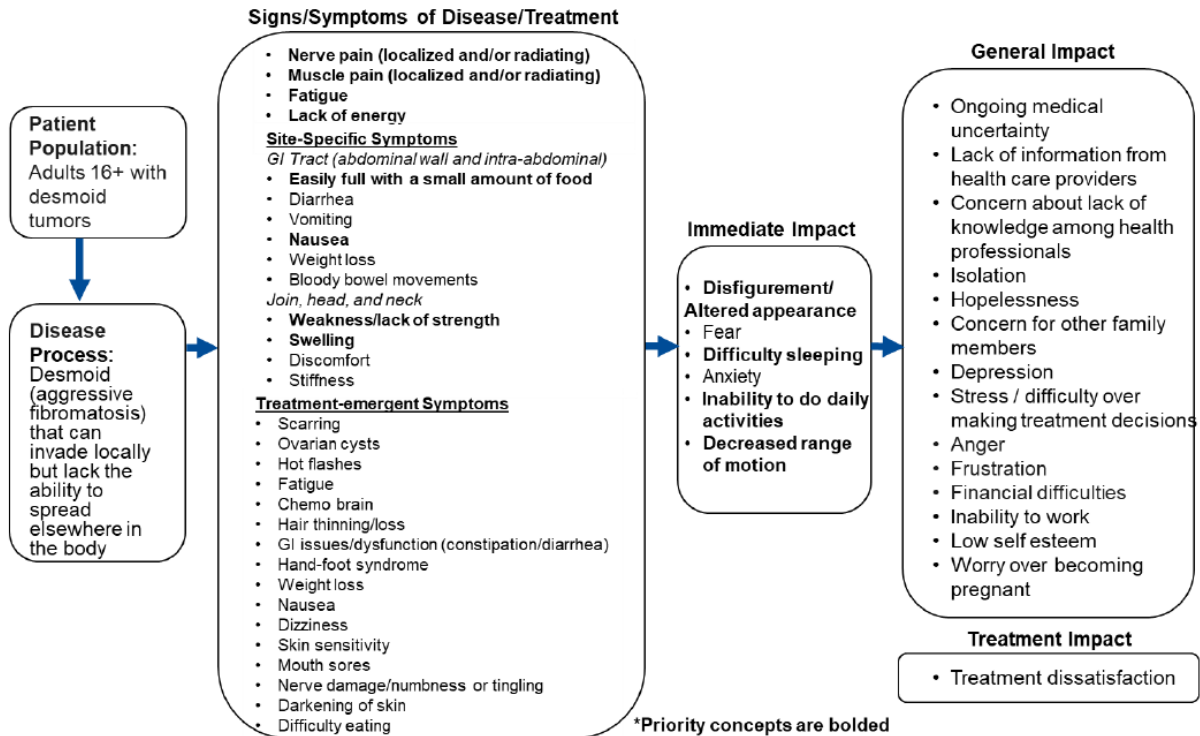 Signs/Symptoms of Disease/Treatment
• Nerve pain (localized and/or radiating)
• Muscle pain (localized and/or radiating)
• Fatigue
• Lack of energy
Site-Specific Symptoms
GI Tract (abdominal wall and intra-abdominal)
• Easily full with a small amount of food
• Diarrhea
• Vomiting
• Nausea
• Weight loss
• Bloody bowel movements
Join, head, and neck
• Weakness/lack of strength
• Swelling
• Discomfort
• Stiffness
Treatment-emergent Symptoms
• Scarring
• Ovarian cysts
• Hot flashes
• Fatigue
• Chemo brain
• Hair thinning/loss
• GI issues/dysfunction (constipation/diarrhea)
• Hand-foot syndrome
• Weight loss
• Nausea
• Dizziness
• Skin sensitivity
• Mouth sores
• Nerve damage/numbness or tingling
• Darkening of skin
• Difficulty eating
Patient
Population:
Adults 16+ with
desmoid
tumors
Disease
Process:
Desmoid
(aggressive
fibromatosis)
that can
invade locally
but lack the
ability to
spread
elsewhere in
the body
Immediate Impact
• Disfigurement/
Altered appearance
• Fear
• Difficulty sleeping
• Anxiety
• Inability to do daily
activities
• Decreased range
of motion
General Impact
• Ongoing medical
uncertainty
• Lack of information from
health care providers
• Concern about lack of
knowledge among health
professionals
• Isolation
• Hopelessness
• Concern for other family
members
• Depression
• Stress / difficulty over
making treatment decisions
• Anger
• Frustration
• Financial difficulties
• Inability to work
• Low self esteem
• Worry over becoming
pregnant
Treatment Impact
• Treatment dissatisfaction
*Priority concepts are bolded